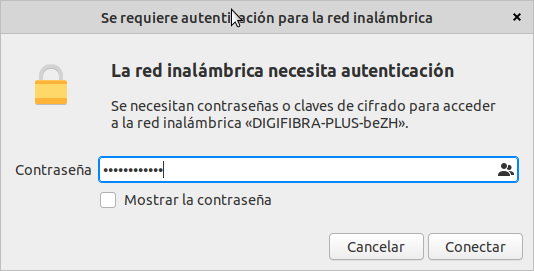 Se requiere autenticación para la red inalámbrica
La red inalámbrica necesita autenticación
Se necesitan contraseñas o claves de cifrado para acceder
a la red inalámbrica «DIGIFIBRA-PLUS-beZH».
Contraseña ••••••••••••
Mostrar la contraseña
Cancelar Conectar